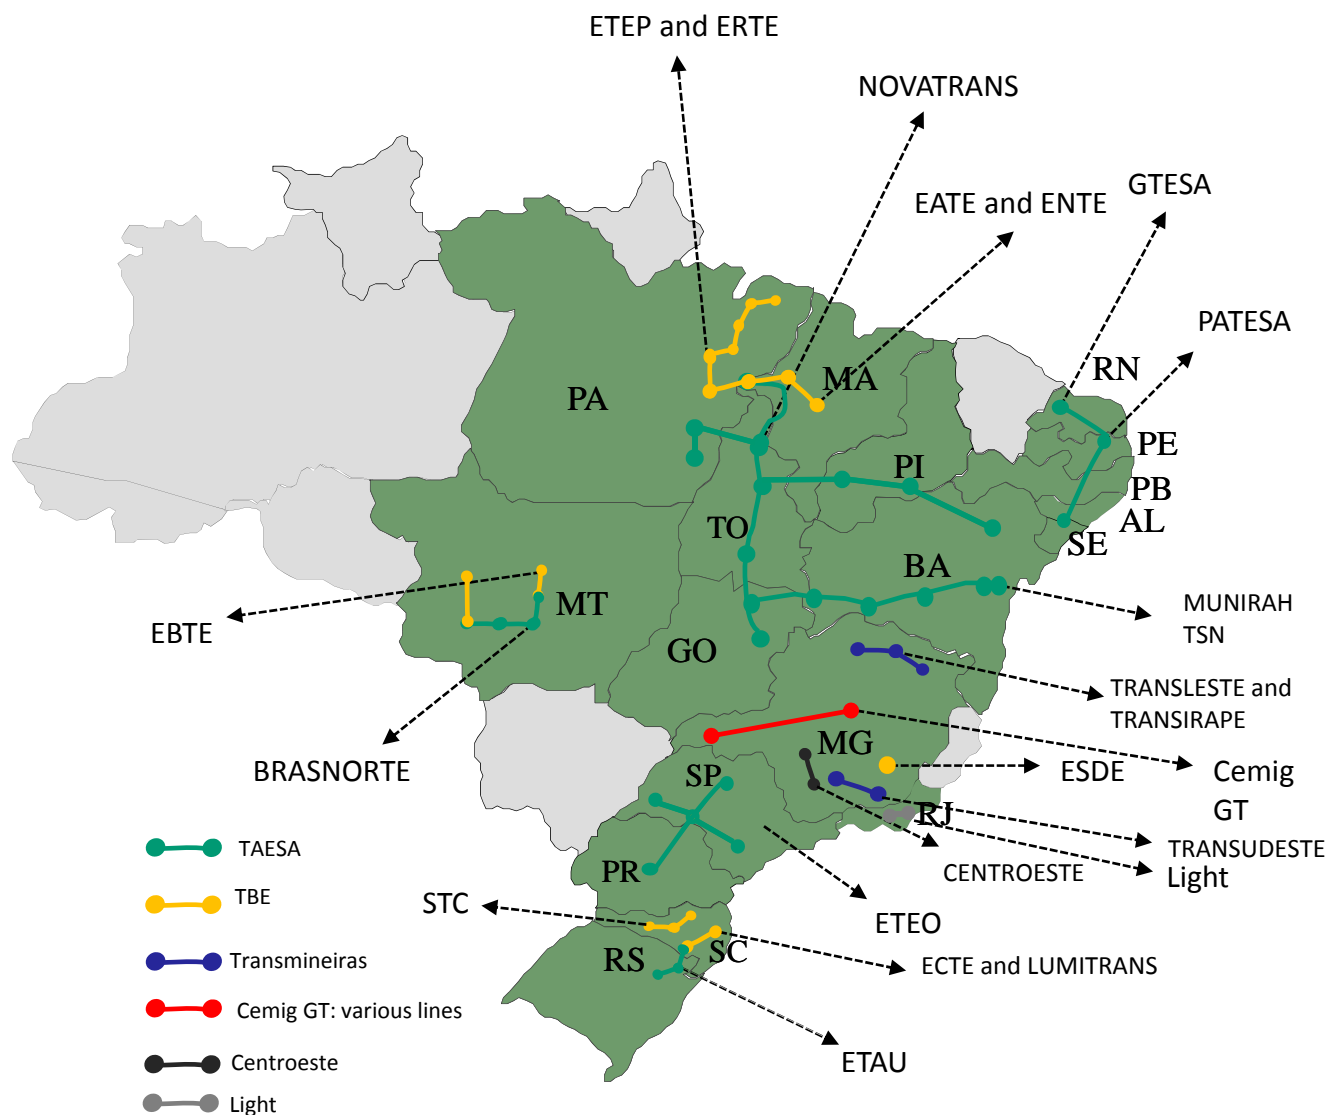 ETEP and ERTE
NOVATRANS
GTESA
EATE and ENTE
PATESA
RN
MA
PA
PE
PI
PB
AL
TO
SE
BA
MT
MUNIRAH
TSN
EBTE
GO
TRANSLESTE and
TRANSIRAPE
MG
BRASNORTE
SP
ESDE
Cemig
GT
RJ
TRANSUDESTE
TAESA
PR
CENTROESTE
Light
TBE
STC
ETEO
RS
SC
Transmineiras
ECTE and LUMITRANS
Cemig GT: various lines
ETAU
Centroeste
Light